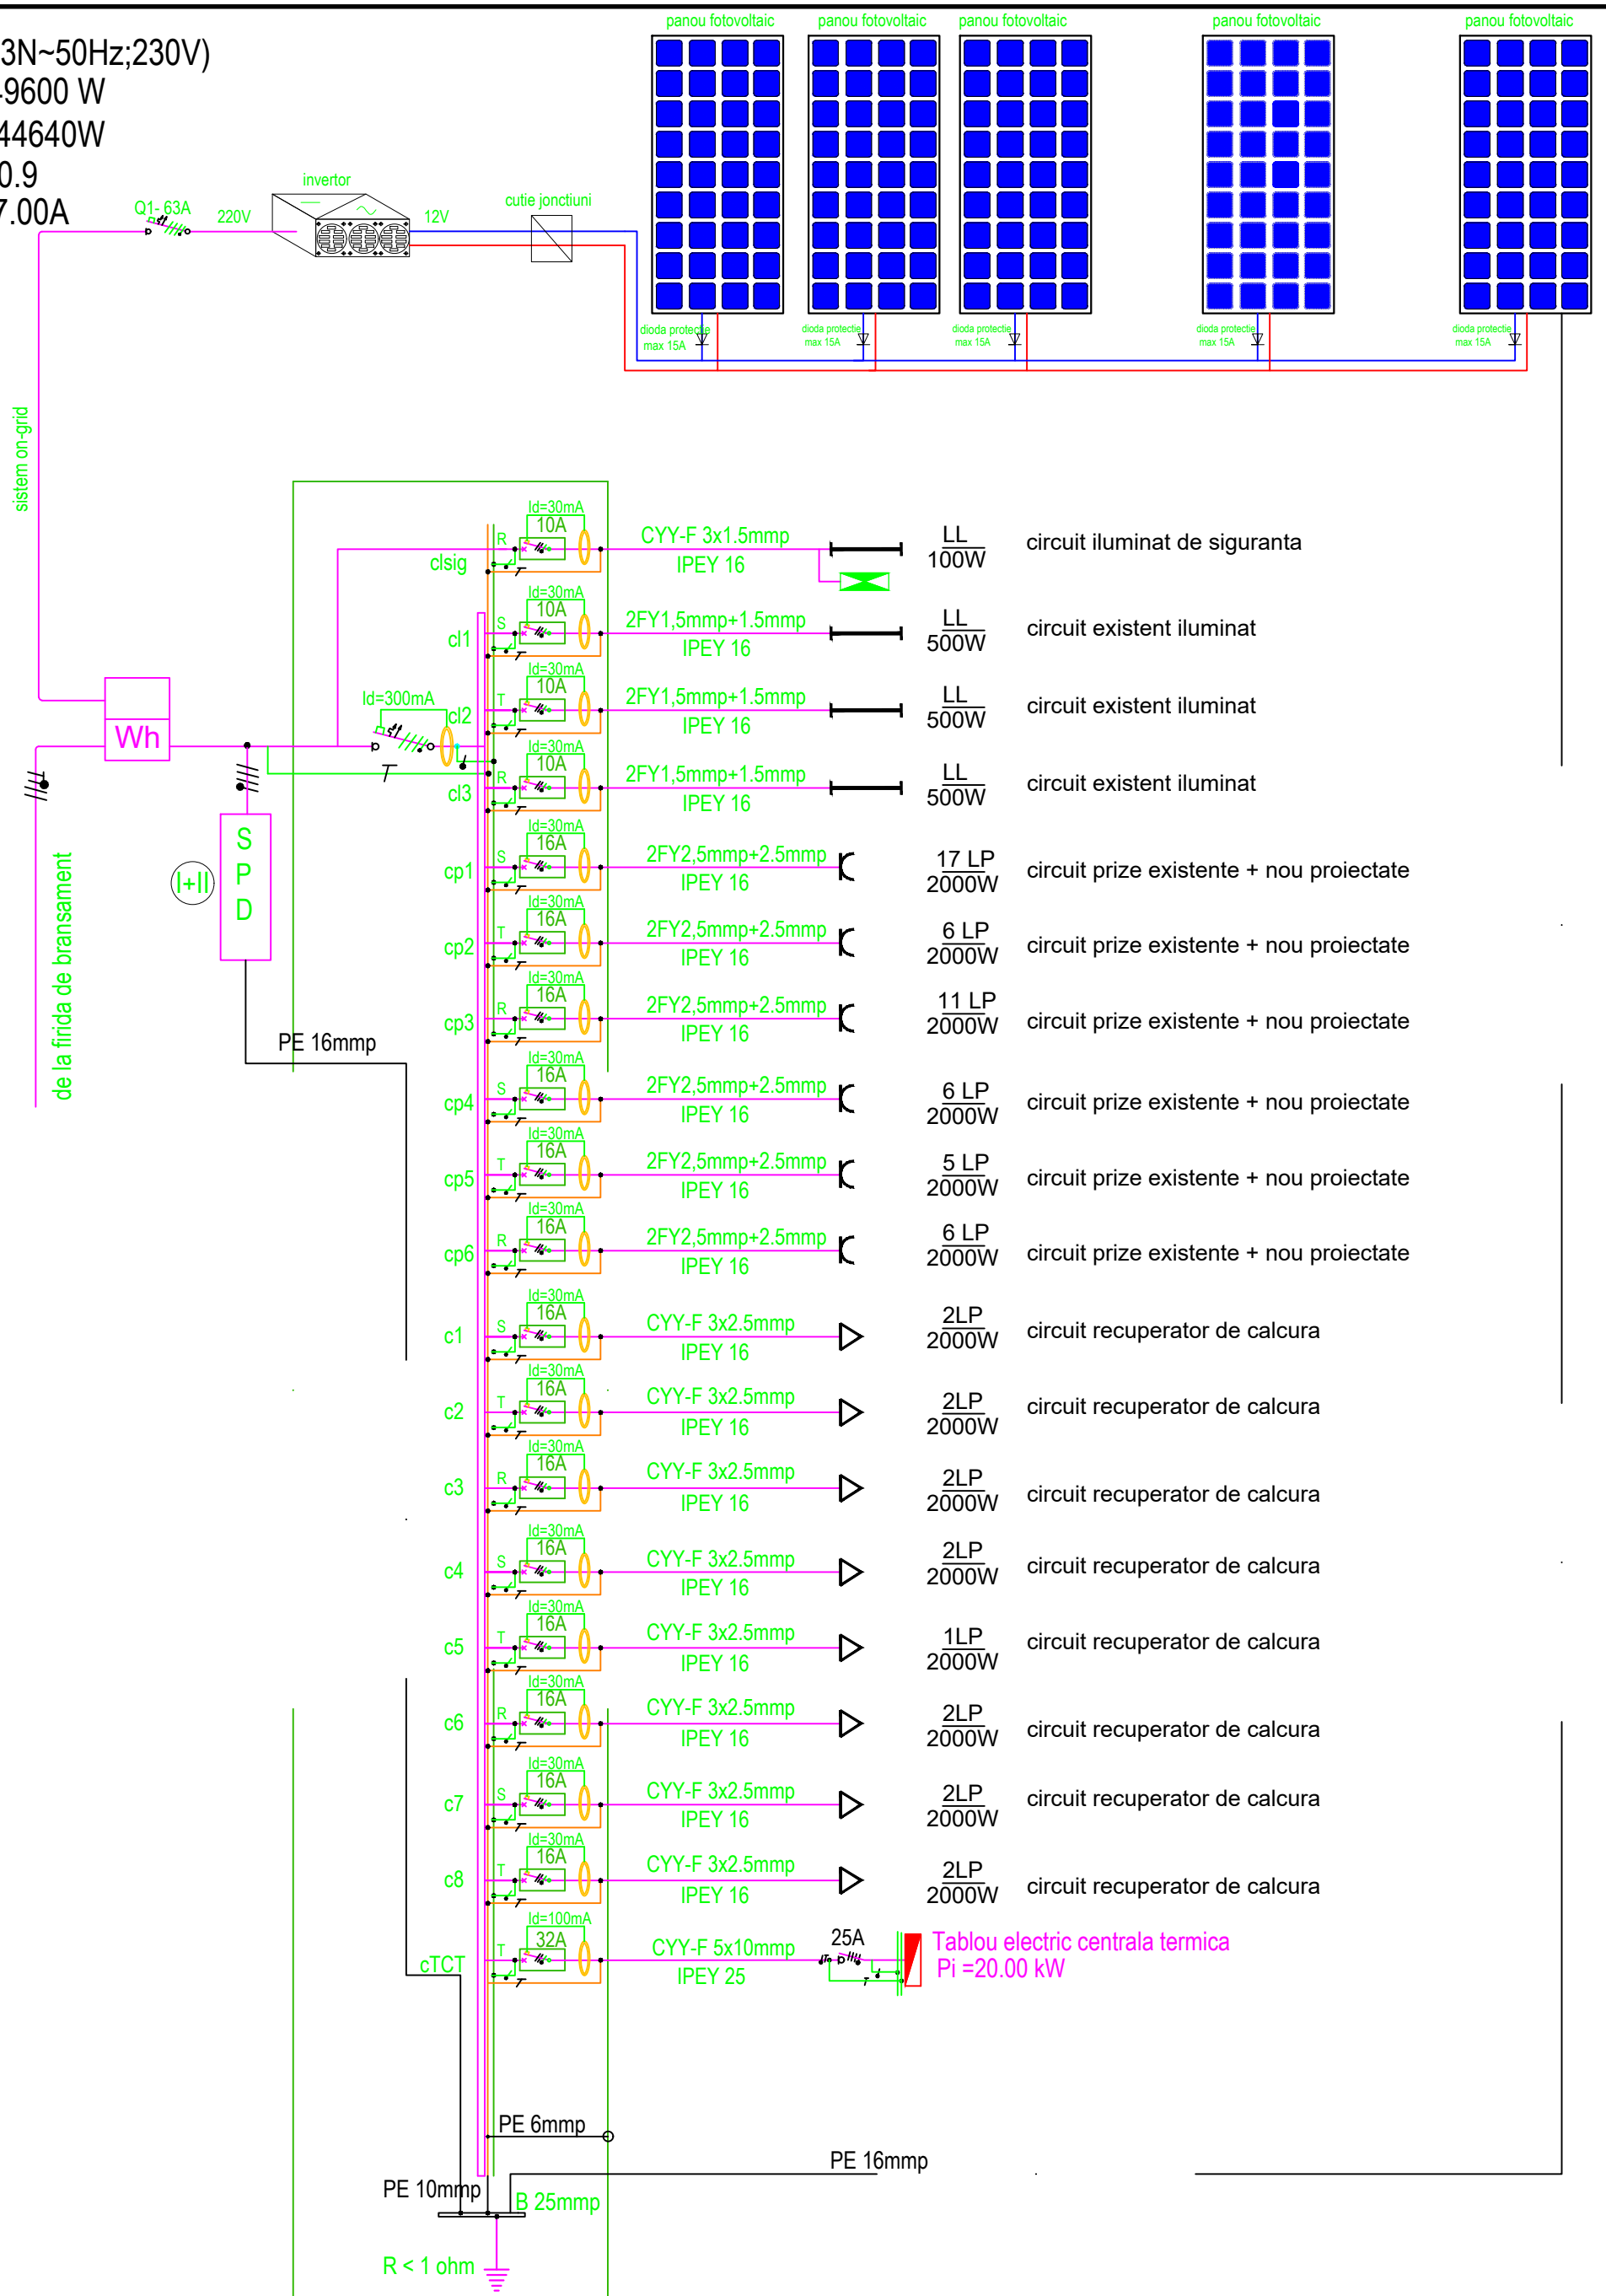 panou fotovoltaic
panou fotovoltaic
panou fotovoltaic
panou fotovoltaic
panou fotovoltaic
3N~50Hz;230V)
9600 W
44640W
0.9
7.00A
Q1- 63A
220V
invertor
12V
cutie jonctiuni
dioda protectie
max 15A
dioda protectie
max 15A
dioda protectie
max 15A
dioda protectie
max 15A
dioda protectie
max 15A
sistem on-grid
Id=30mA
10A
R
clsig
CYY-F 3x1.5mmp
IPEY 16
LL
100W
circuit iluminat de siguranta
Id=30mA
10A
S
cl1
2FY1,5mmp+1.5mmp
IPEY 16
LL
500W
circuit existent iluminat
Id=30mA
10A
T
cl2
2FY1,5mmp+1.5mmp
IPEY 16
LL
500W
circuit existent iluminat
Id=300mA
Wh
Id=30mA
10A
R
cl3
2FY1,5mmp+1.5mmp
IPEY 16
LL
500W
circuit existent iluminat
S
P
D
I+II
de la firida de bransament
PE 16mmp
Id=30mA
16A
S
cp1
2FY2,5mmp+2.5mmp
IPEY 16
17 LP
2000W
circuit prize existente + nou proiectate
Id=30mA
16A
T
cp2
2FY2,5mmp+2.5mmp
IPEY 16
6 LP
2000W
circuit prize existente + nou proiectate
Id=30mA
16A
R
cp3
2FY2,5mmp+2.5mmp
IPEY 16
11 LP
2000W
circuit prize existente + nou proiectate
Id=30mA
16A
S
cp4
2FY2,5mmp+2.5mmp
IPEY 16
6 LP
2000W
circuit prize existente + nou proiectate
Id=30mA
16A
T
cp5
2FY2,5mmp+2.5mmp
IPEY 16
5 LP
2000W
circuit prize existente + nou proiectate
Id=30mA
16A
R
cp6
2FY2,5mmp+2.5mmp
IPEY 16
6 LP
2000W
circuit prize existente + nou proiectate
Id=30mA
16A
S
c1
CYY-F 3x2.5mmp
IPEY 16
2LP
2000W
circuit recuperator de calcura
Id=30mA
16A
T
c2
CYY-F 3x2.5mmp
IPEY 16
2LP
2000W
circuit recuperator de calcura
Id=30mA
16A
R
c3
CYY-F 3x2.5mmp
IPEY 16
2LP
2000W
circuit recuperator de calcura
Id=30mA
16A
S
c4
CYY-F 3x2.5mmp
IPEY 16
2LP
2000W
circuit recuperator de calcura
Id=30mA
16A
T
c5
CYY-F 3x2.5mmp
IPEY 16
1LP
2000W
circuit recuperator de calcura
Id=30mA
16A
R
c6
CYY-F 3x2.5mmp
IPEY 16
2LP
2000W
circuit recuperator de calcura
Id=30mA
16A
S
c7
CYY-F 3x2.5mmp
IPEY 16
2LP
2000W
circuit recuperator de calcura
Id=30mA
16A
T
c8
CYY-F 3x2.5mmp
IPEY 16
2LP
2000W
circuit recuperator de calcura
Id=100mA
32A
T
cTCT
CYY-F 5x10mmp
IPEY 25
25A
Tablou electric centrala termica
Pi =20.00 kW
PE 6mmp
PE 16mmp
PE 10mmp
B 25mmp
R < 1 ohm